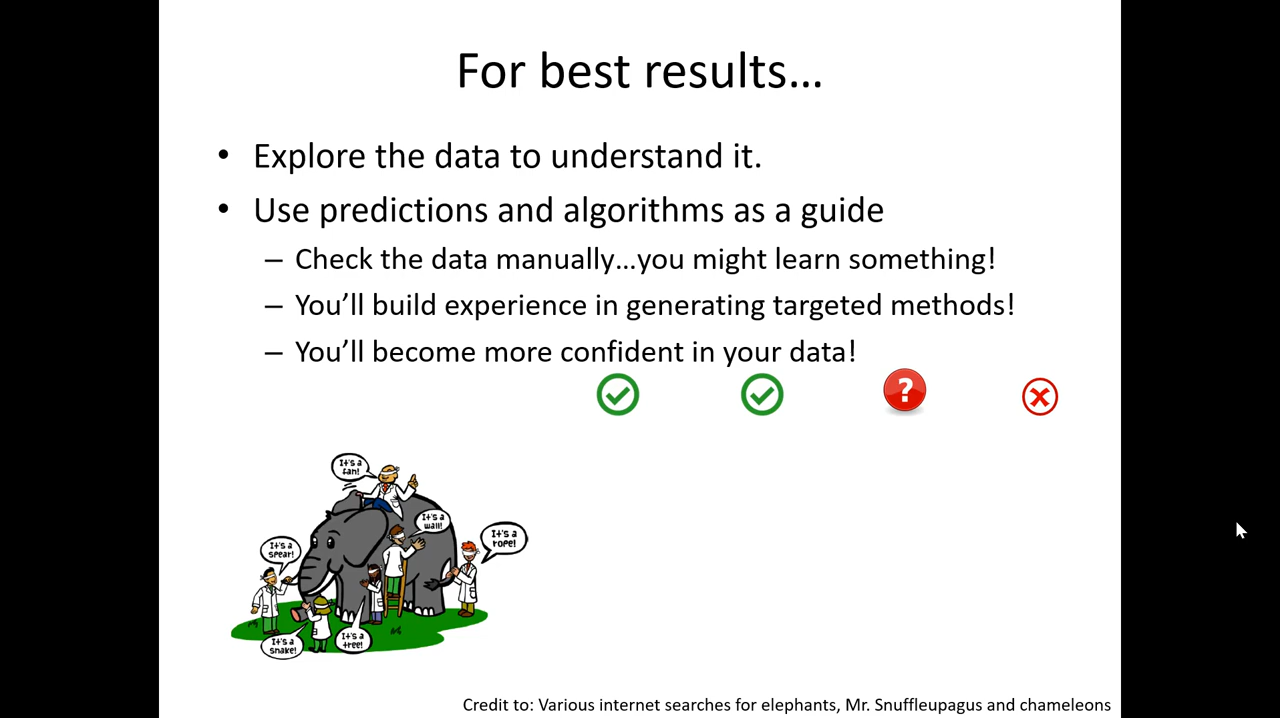 For best results…
• Explore the data to understand it.
• Use predictions and algorithms as a guide
– Check the data manually…you might learn something!
– You’ll build experience in generating targeted methods!
– You’ll become more confident in your data!
?
It's a
fan!
It's a
wall!
It's a
rope!
It's a
spear!
It's a
snake!
It's a
tree!
Credit to: Various internet searches for elephants, Mr. Snuffleupagus and chameleons